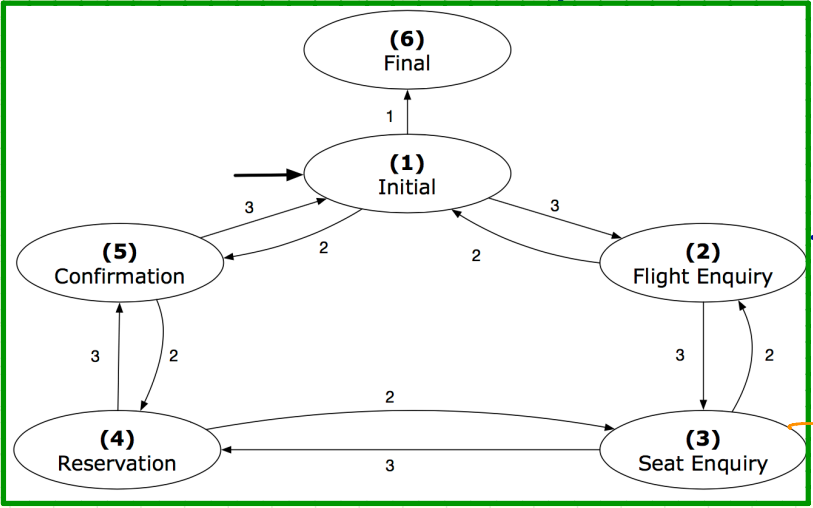 (6)
Final
1
(1)
Initial
3
3
2
2
(5)
Confirmation
(2)
Flight Enquiry
3
2
3
2
2
(4)
Reservation
(3)
Seat Enquiry
3